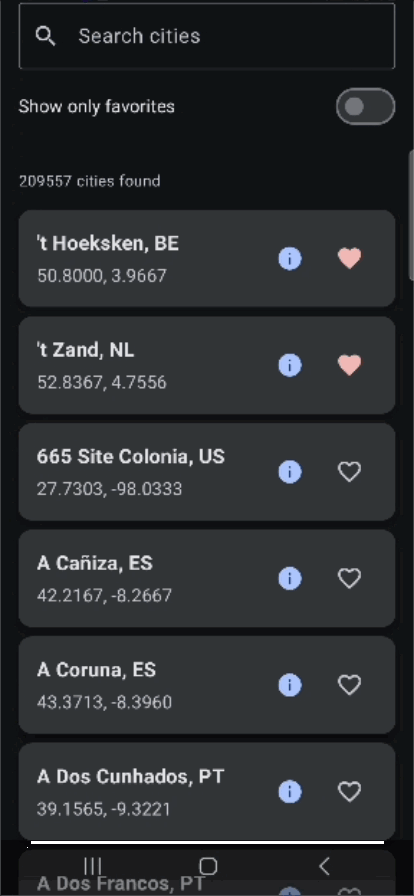 Search cities
Show only favorites
209557 cities found
't Hoeksken, BE
50.8000, 3.9667
't Zand, NL
52.8367, 4.7556
665 Site Colonia, US
27.7303, -98.0333
A Cañiza, ES
42.2167, -8.2667
A Coruna, ES
43.3713, -8.3960
A Dos Cunhados, PT
39.1565, -9.3221
A Dos Francos, PT